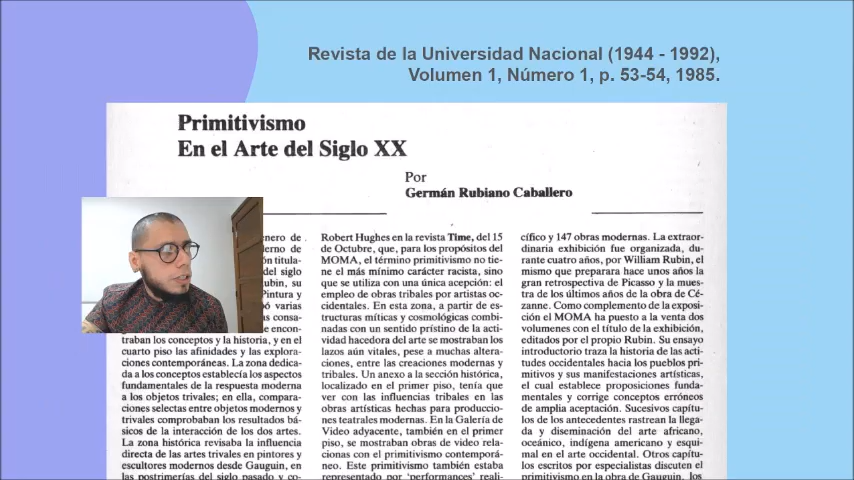 Revista de la Universidad Nacional (1944 - 1992),
Volumen 1, Número 1, p. 53-54, 1985.
Primitivismo
En el Arte del Siglo XX
Por
Germán Rubiano Caballero
enero de
erno de
ón titula-
del siglo
ubin, su
Pintura y
ó varias
as consa-
e encon-
traban los conceptos y la historia, y en el
cuarto piso las afinidades y las explora-
ciones contemporáneas. La zona dedica-
da a los conceptos establecía los aspectos
fundamentales de la respuesta moderna
a los objetos trivales; en ella, compara-
ciones selectas entre objetos modernos y
trivales comprobaban los resultados bá-
sicos de la interacción de los dos artes.
La zona histórica revisaba la influencia
directa de las artes trivales en pintores y
escultores modernos desde Gauguin, en
las postrimerías del siglo pasado y co-
Robert Hughes en la revista Time, del 15
de Octubre, que, para los propósitos del
MOMA, el término primitivismo no tie-
ne el más mínimo carácter racista, sino
que se utiliza con una única acepción: el
empleo de obras tribales por artistas oc-
cidentales. En esta zona, a partir de es-
tructuras míticas y cosmológicas combi-
nadas con un sentido prístino de la acti-
vidad hacedora del arte se mostraban los
lazos aún vitales, pese a muchas altera-
ciones, entre las creaciones modernas y
tribales. Un anexo a la sección histórica,
localizado en el primer piso, tenía que
ver con las influencias tribales en las
obras artísticas hechas para produccio-
nes teatrales modernas. En la Galería de
Video adyacente, también en el primer
piso, se mostraban obras de video rela-
cionas con el primitivismo contemporá-
neo. Este primitivismo también estaba
representado por 'performances' reali-
cífico y 147 obras modernas. La extraor-
dinaria exhibición fue organizada, du-
rante cuatro años, por William Rubin, el
mismo que preparara hace unos años la
gran retrospectiva de Picasso y la mues-
tra de los últimos años de la obra de Cé-
zanne. Como complemento de la exposi-
ción el MOMA ha puesto a la venta dos
volumenes con el título de la exhibición,
editados por el propio Rubin. Su ensayo
introductorio traza la historia de las acti-
tudes occidentales hacia los pueblos pri-
mitivos y sus manifestaciones artísticas,
el cual establece proposiciones funda-
mentales y corrige conceptos erróneos
de amplia aceptación. Sucesivos capítu-
los de los antecedentes rastrean la llega-
da y diseminación del arte africano,
oceánico, indígena americano y esqui-
mal en el arte occidental. Otros capítu-
los escritos por especialistas discuten el
primitivismo en la obra de Gauguin, los